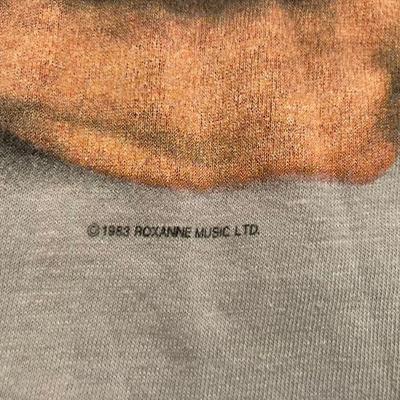 © 1983 ROXANNE MUSIC LTD.